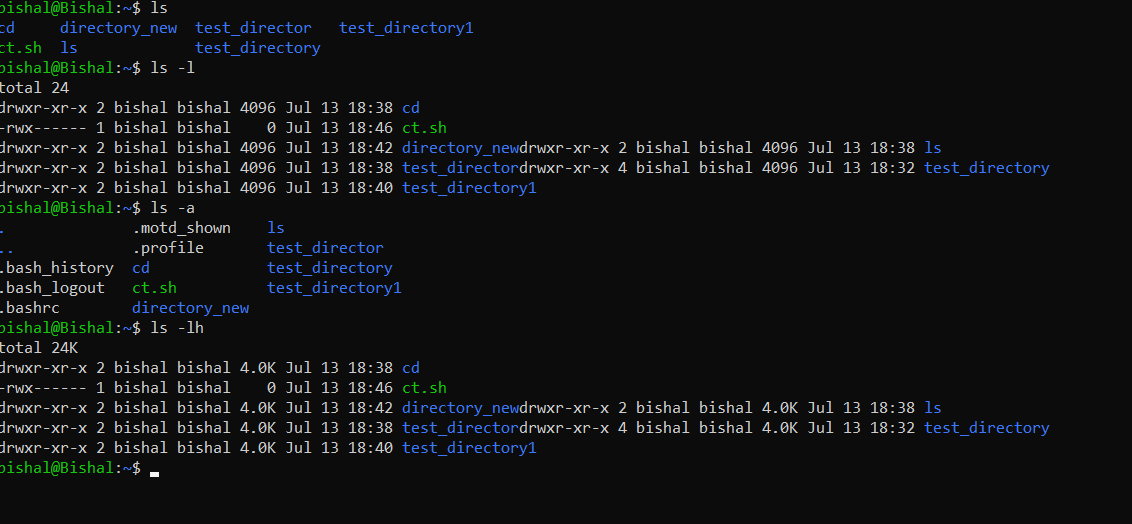 bishal@Bishal:~$ ls
cd     directory_new  test_director   test_directory1
ct.sh  ls             test_directory
bishal@Bishal:~$ ls -l
total 24
drwxr-xr-x 2 bishal bishal 4096 Jul 13 18:38 cd
-rwx------ 1 bishal bishal    0 Jul 13 18:46 ct.sh
drwxr-xr-x 2 bishal bishal 4096 Jul 13 18:42 directory_newdrwxr-xr-x 2 bishal bishal 4096 Jul 13 18:38 ls
drwxr-xr-x 2 bishal bishal 4096 Jul 13 18:38 test_directordrwxr-xr-x 4 bishal bishal 4096 Jul 13 18:32 test_directory
drwxr-xr-x 2 bishal bishal 4096 Jul 13 18:40 test_directory1
bishal@Bishal:~$ ls -a
.              .motd_shown    ls
..             .profile       test_director
.bash_history  cd             test_directory
.bash_logout   ct.sh          test_directory1
.bashrc        directory_new
bishal@Bishal:~$ ls -lh
total 24K
drwxr-xr-x 2 bishal bishal 4.0K Jul 13 18:38 cd
-rwx------ 1 bishal bishal    0 Jul 13 18:46 ct.sh
drwxr-xr-x 2 bishal bishal 4.0K Jul 13 18:42 directory_newdrwxr-xr-x 2 bishal bishal 4.0K Jul 13 18:38 ls
drwxr-xr-x 2 bishal bishal 4.0K Jul 13 18:38 test_directordrwxr-xr-x 4 bishal bishal 4.0K Jul 13 18:32 test_directory
drwxr-xr-x 2 bishal bishal 4.0K Jul 13 18:40 test_directory1
bishal@Bishal:~$